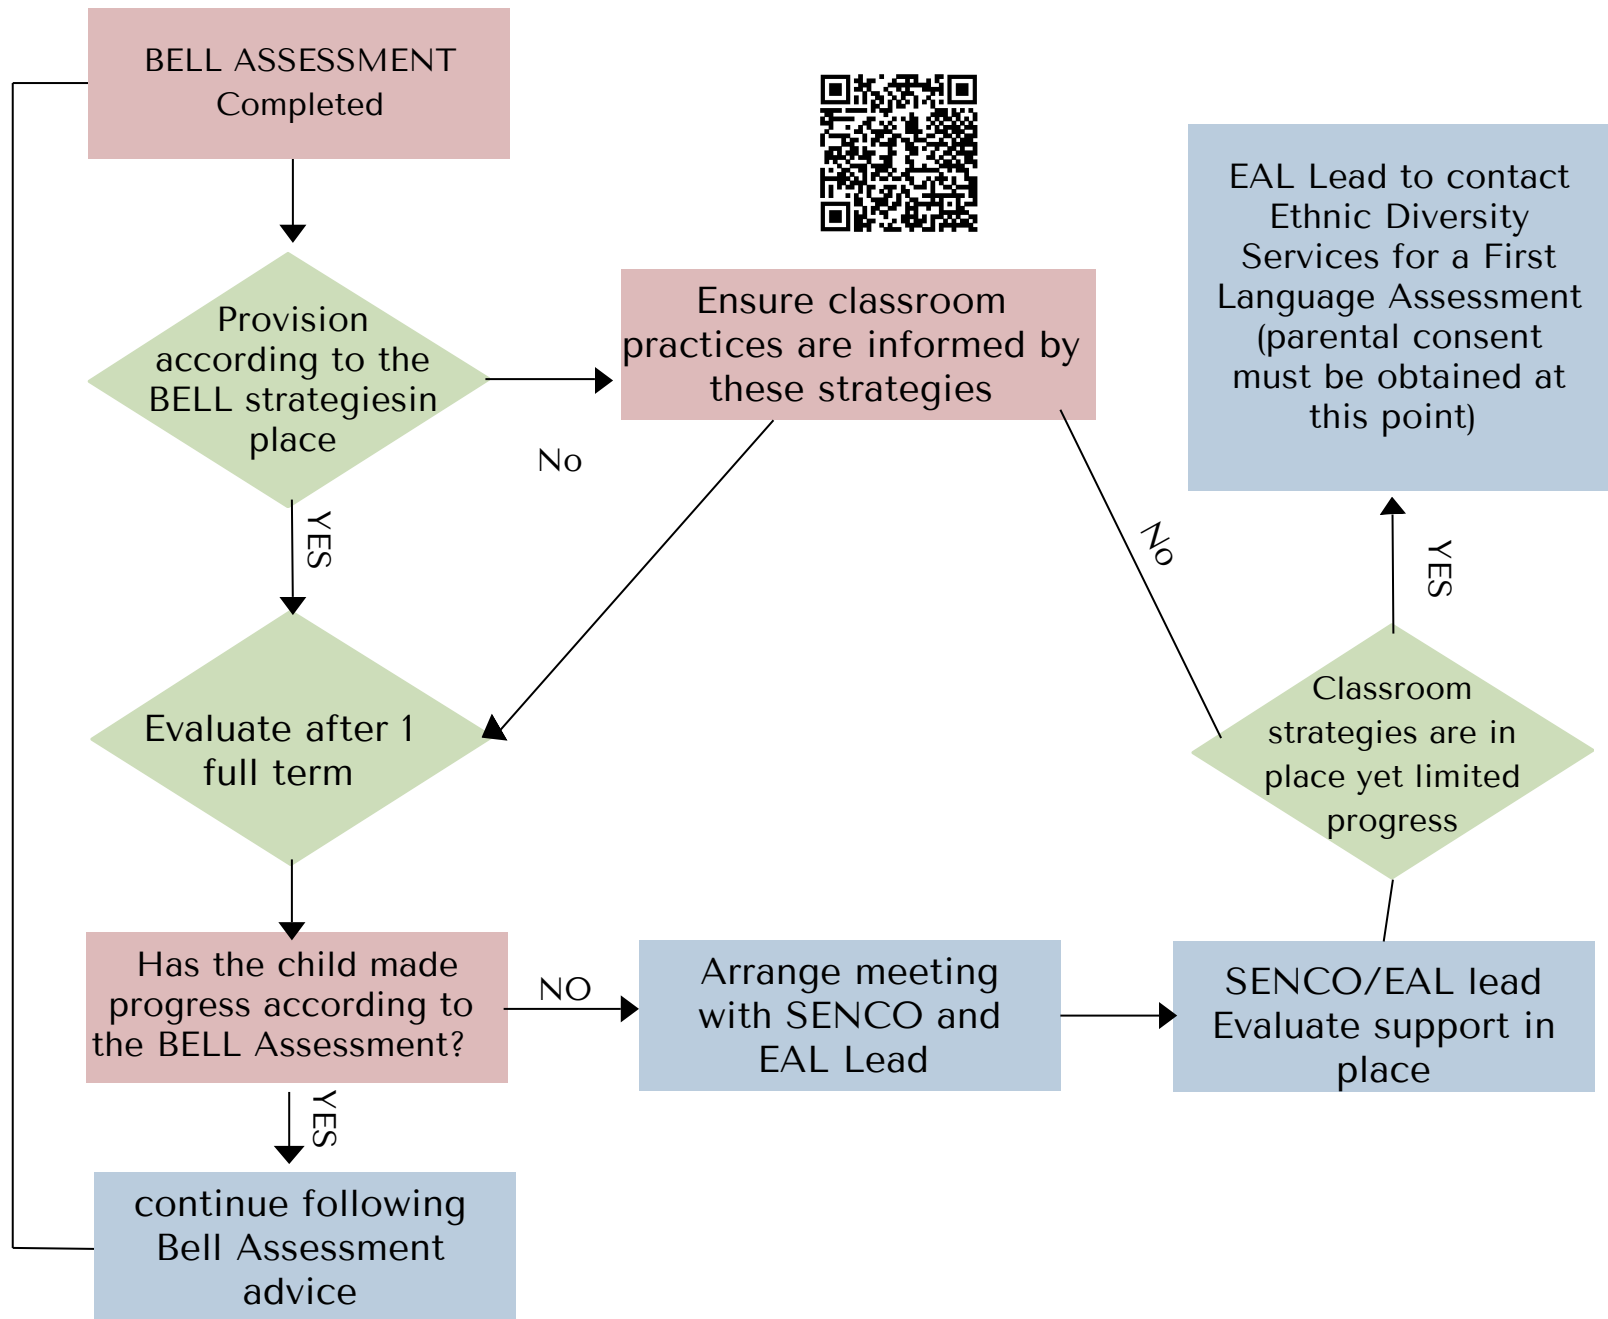 BELL ASSESSMENT
Completed
Provision
according to the
BELL strategiesin
place
No
Ensure classroom
practices are informed by
these strategies
EAL Lead to contact
Ethnic Diversity
Services for a First
Language Assessment
(parental consent
must be obtained at
this point)
YES
No
YES
Evaluate after 1
full term
Classroom
strategies are in
place yet limited
progress
Has the child made
progress according to
the BELL Assessment?
NO
Arrange meeting
with SENCO and
EAL Lead
SENCO/EAL lead
Evaluate support in
place
YES
continue following
Bell Assessment
advice